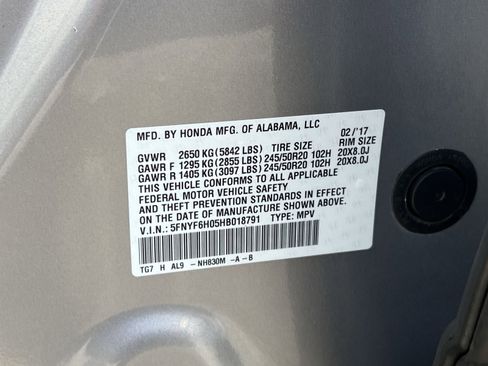 MFD. BY HONDA MFG. OF ALABAMA, LLC 02/'17
GVWR 2650 KG (5842 LBS) TIRE SIZE RIM SIZE
GAWR F 1295 KG (2855 LBS) 245/50R20 102H 20X8.0J
GAWR R 1405 KG (3097 LBS) 245/50R20 102H 20X8.0J
THIS VEHICLE CONFORMS TO ALL APPLICABLE
FEDERAL MOTOR VEHICLE SAFETY
AND THEFT PREVENTION STANDARDS IN EFFECT
ON THE DATE OF MANUFACTURE SHOWN ABOVE.
V.I.N.: 5FNYF6H05HB018791 TYPE: MPV
TG7 H AL9 -NH830M -A-B